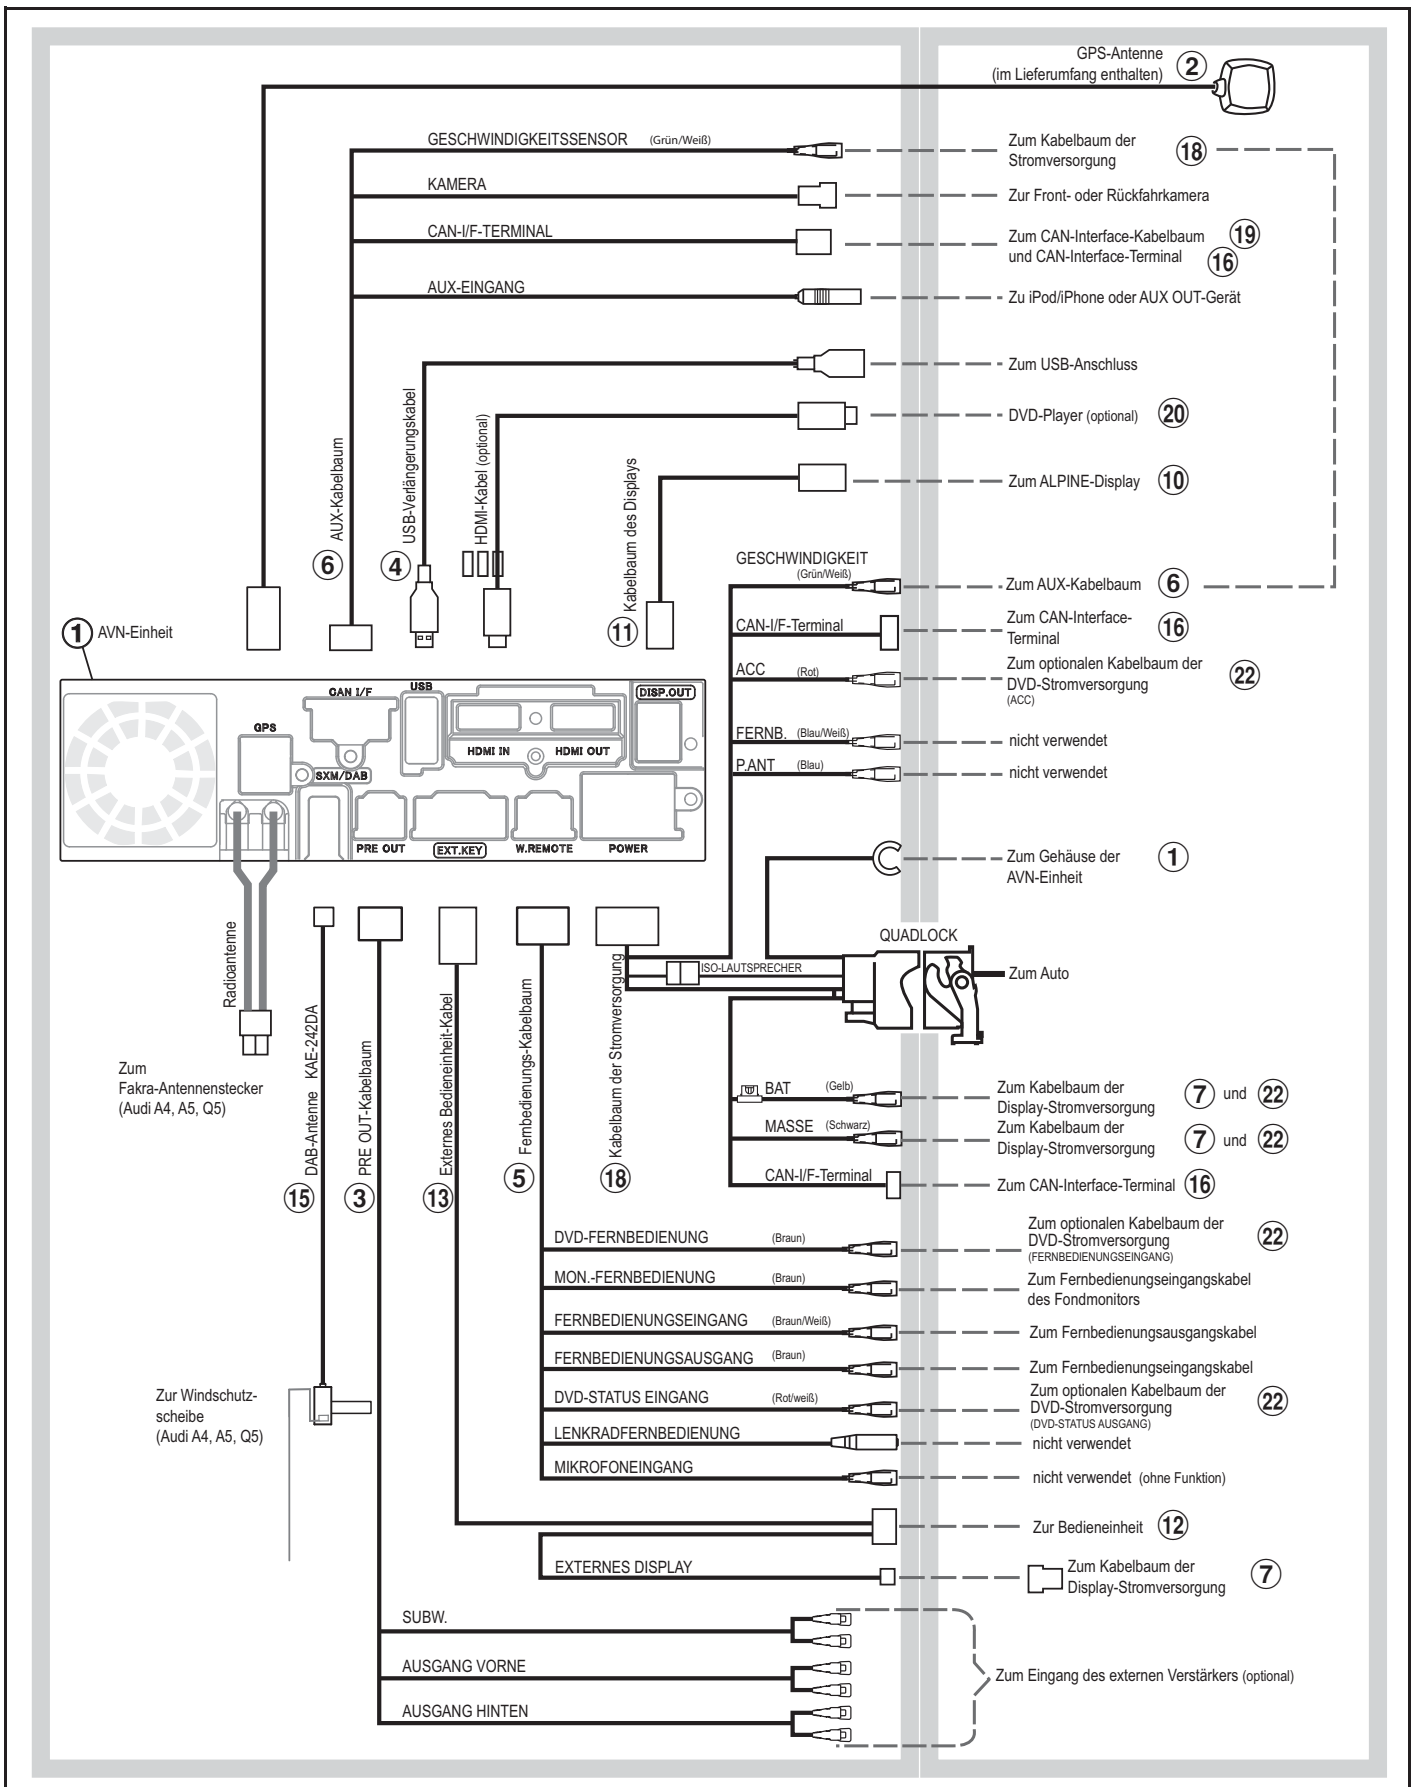 GPS-Antenne
(im Lieferumfang enthalten)
2
GESCHWINDIGKEITSSENSOR (Grün/Weiß)
Zum Kabelbaum der
Stromversorgung
18
KAMERA
Zur Front- oder Rückfahrkamera
CAN-I/F-TERMINAL
Zum CAN-Interface-Kabelbaum 19
und CAN-Interface-Terminal 16
AUX-EINGANG
Zu iPod/iPhone oder AUX OUT-Gerät
Zum USB-Anschluss
DVD-Player (optional) 20
Zum ALPINE-Display 10
6 AUX-Kabelbaum
4 USB-Verlängerungskabel
HDMI-Kabel (optional)
11 Kabelbaum des Displays
GESCHWINDIGKEIT
(Grün/Weiß)
Zum AUX-Kabelbaum 6
CAN-I/F-Terminal
Zum CAN-Interface-
Terminal
16
ACC (Rot)
Zum optionalen Kabelbaum der
DVD-Stromversorgung
(ACC)
22
FERNB. (Blau/Weiß)
nicht verwendet
P.ANT (Blau)
nicht verwendet
1 AVN-Einheit
CAN I/F
USB
DISP.OUT
GPS
HDMI IN
HDMI OUT
SXM/DAB
PRE OUT
EXT.KEY
W.REMOTE
POWER
Zum Gehäuse der
AVN-Einheit
1
QUADLOCK
ISO-LAUTSPRECHER
Zum Auto
Radioantenne
Zum
Fakra-Antennenstecker
(Audi A4, A5, Q5)
15 DAB-Antenne KAE-242DA
3 PRE OUT-Kabelbaum
13 Externes Bedieneinheit-Kabel
5 Fernbedienungs-Kabelbaum
18 Kabelbaum der Stromversorgung
BAT (Gelb)
Zum Kabelbaum der
Display-Stromversorgung
7 und 22
MASSE (Schwarz)
Zum Kabelbaum der
Display-Stromversorgung
7 und 22
CAN-I/F-Terminal
Zum CAN-Interface-Terminal 16
DVD-FERNBEDIENUNG (Braun)
Zum optionalen Kabelbaum der
DVD-Stromversorgung
(FERNBEDIENUNGSEINGANG)
22
MON.-FERNBEDIENUNG (Braun)
Zum Fernbedienungseingangskabel
des Fondmonitors
FERNBEDIENUNGSEINGANG (Braun/Weiß)
Zum Fernbedienungsausgangskabel
FERNBEDIENUNGSAUSGANG (Braun)
Zum Fernbedienungseingangskabel
DVD-STATUS EINGANG (Rot/weiß)
Zum optionalen Kabelbaum der
DVD-Stromversorgung
(DVD-STATUS AUSGANG)
22
LENKRADFERNBEDIENUNG
nicht verwendet
MIKROFONEINGANG
nicht verwendet (ohne Funktion)
Zur Windschutz-
scheibe
(Audi A4, A5, Q5)
Zur Bedieneinheit 12
EXTERNES DISPLAY
Zum Kabelbaum der
Display-Stromversorgung
7
SUBW.
AUSGANG VORNE
Zum Eingang des externen Verstärkers (optional)
AUSGANG HINTEN